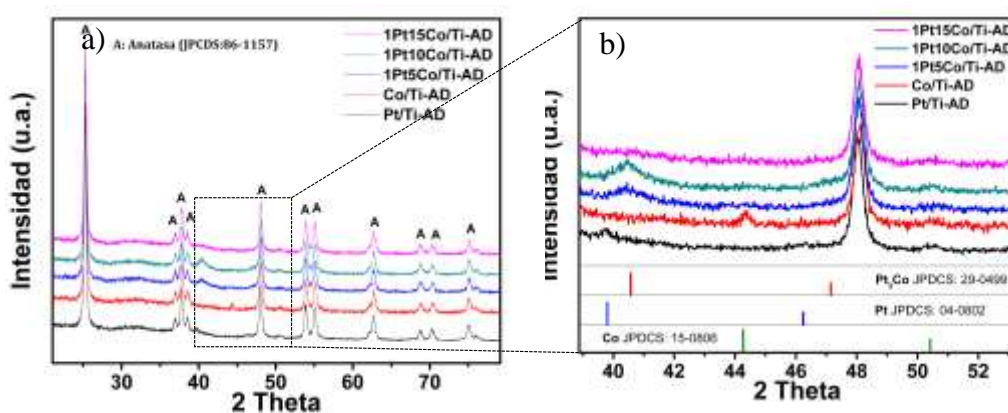 a)
A: Anatasa (JPCDS:86-1157)
1Pt15Co/Ti-AD
1Pt10Co/Ti-AD
1Pt5Co/Ti-AD
Co/Ti-AD
Pt/Ti-AD
Intensidad (u.a.)
A
A
A
A
A
A
A
A
A
A
A
30
40
50
60
70
2 Theta
b)
1Pt15Co/Ti-AD
1Pt10Co/Ti-AD
1Pt5Co/Ti-AD
Co/Ti-AD
Pt/Ti-AD
Intensidad (u.a.)
Pt3Co JPDCS: 29-0499
Pt JPDCS: 04-0802
Co JPDCS: 15-0806
40
42
44
46
48
50
52
2 Theta